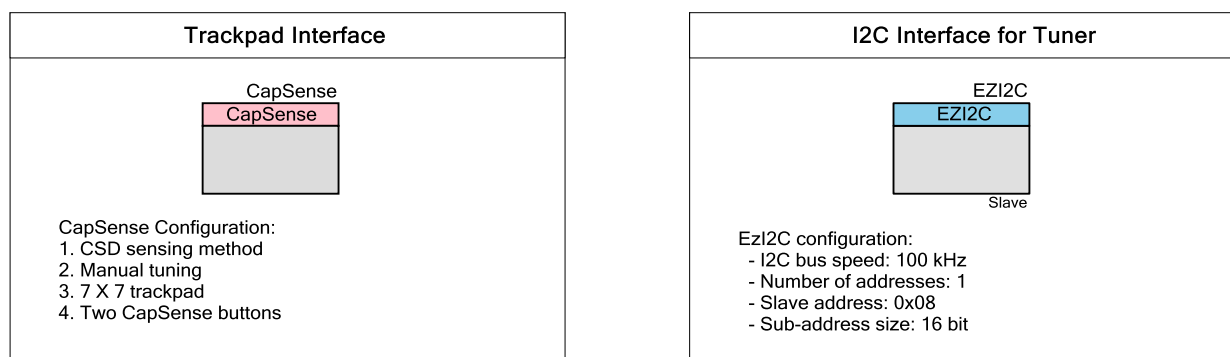 Trackpad Interface
CapSense
CapSense
CapSense Configuration:
1. CSD sensing method
2. Manual tuning
3. 7 X 7 trackpad
4. Two CapSense buttons
I2C Interface for Tuner
EZI2C
EZI2C
Slave
EzI2C configuration:
- I2C bus speed: 100 kHz
- Number of addresses: 1
- Slave address: 0x08
- Sub-address size: 16 bit